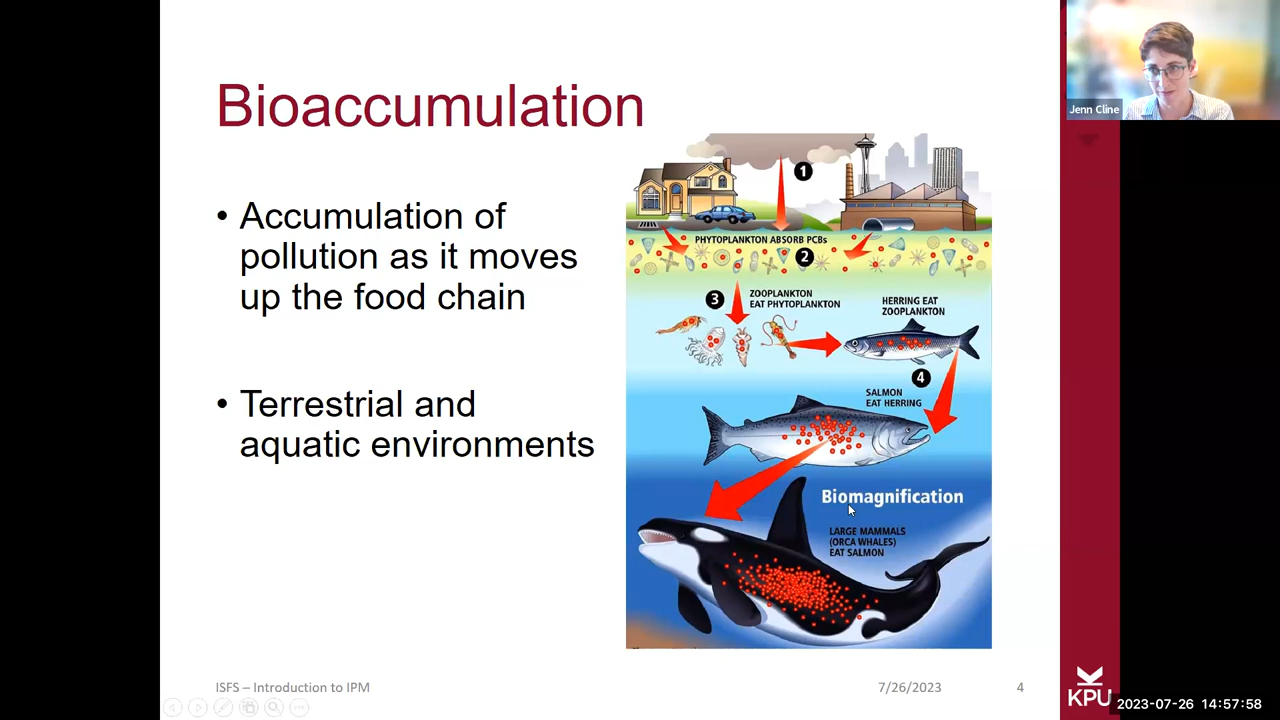 Bioaccumulation
• Accumulation of
pollution as it moves
up the food chain
• Terrestrial and
aquatic environments
1
PHYTOPLANKTON ABSORB PCBs
2
3
ZOOPLANKTON
EAT PHYTOPLANKTON
HERRING EAT
ZOOPLANKTON
4
SALMON
EAT HERRING
Biomagnification
LARGE MAMMALS
(ORCA WHALES)
EAT SALMON
ISFS – Introduction to IPM
7/26/2023
4
Jenn Cline
KPU
2023-07-26 14:57:58